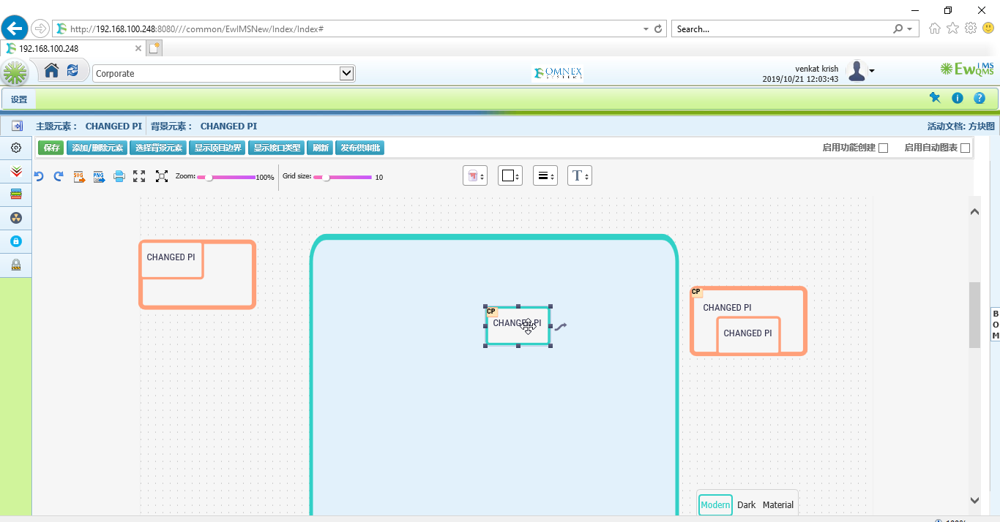 http://192.168.100.248:8080///common/EwIMSNew/Index/Index#
Search...
192.168.100.248
Corporate
OMNEX
SYSTEMS
venkat krish
2019/10/21 12:03:43
EwIMS
QMS
设置
主题元素： CHANGED PI 背景元素： CHANGED PI
活动文档: 方块图
保存 添加/删除元素 选择背景元素 显示项目边界 显示接口类型 刷新 发布供审批
启用功能创建 启用自动图表
SVG PNG Zoom: 100% Grid size: 10
T
CHANGED PI
CP
CHANGED PI
CP
CHANGED PI
CHANGED PI
B
O
M
Modern Dark Material